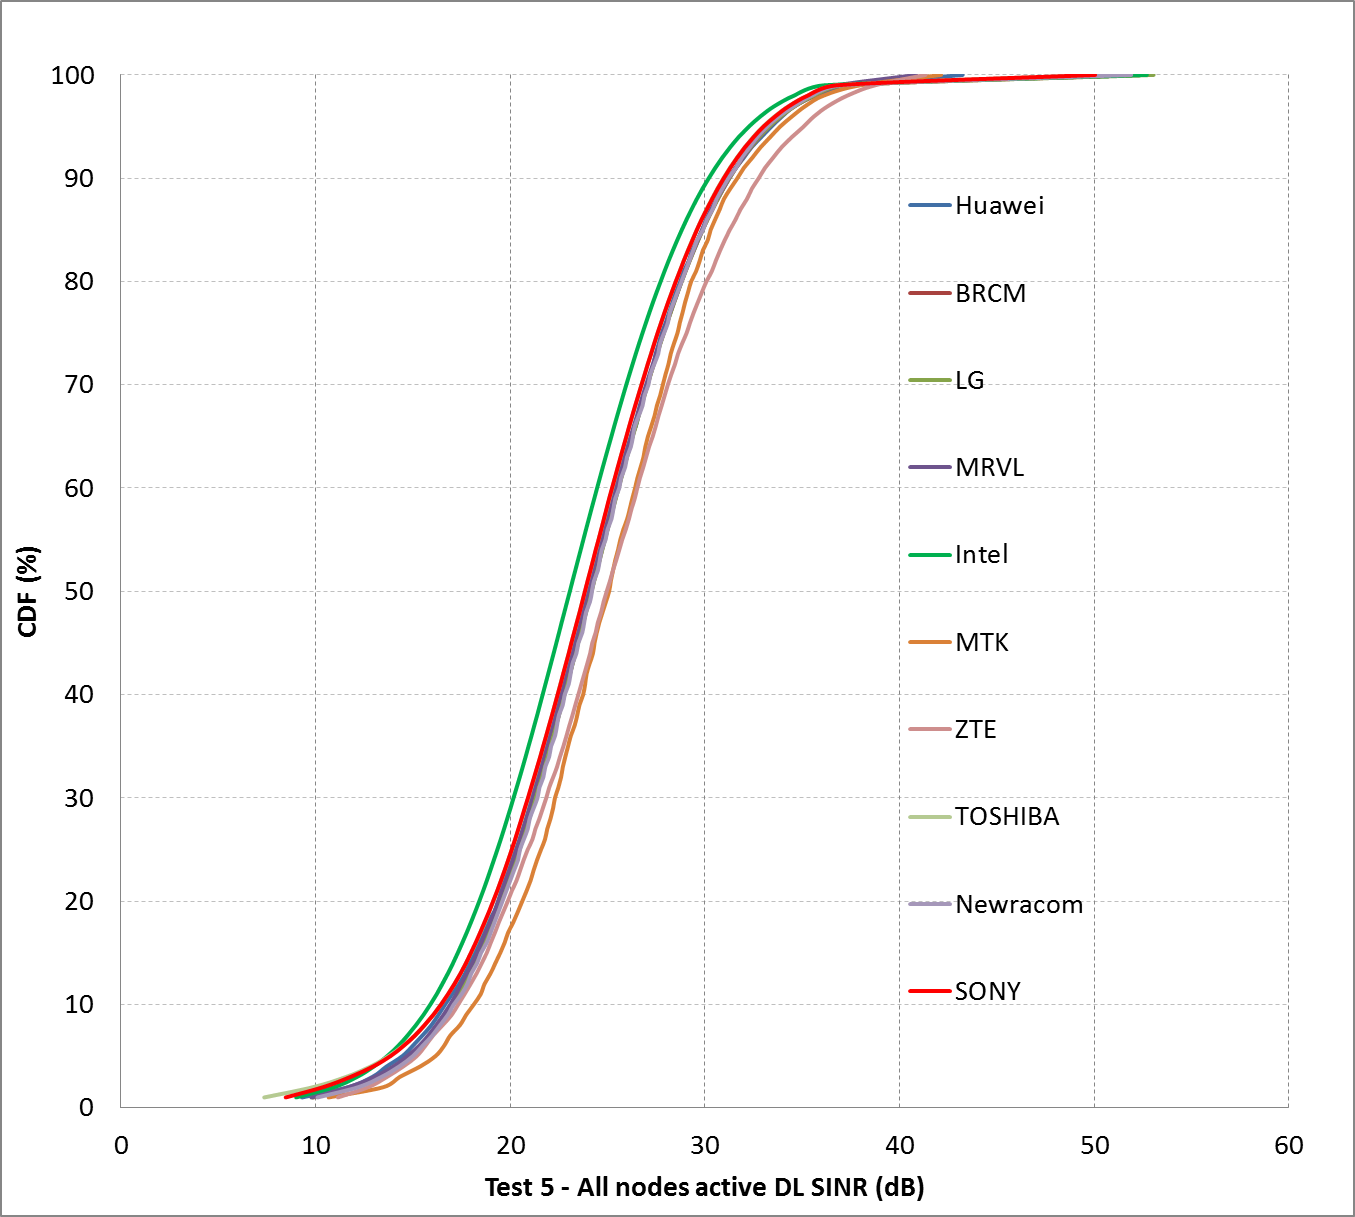 100
90
80
70
60
50
40
30
20
10
0
CDF (%)
Huawei
BRCM
LG
MRVL
Intel
MTK
ZTE
TOSHIBA
Newracom
SONY
0 10 20 30 40 50 60
Test 5 - All nodes active DL SINR (dB)